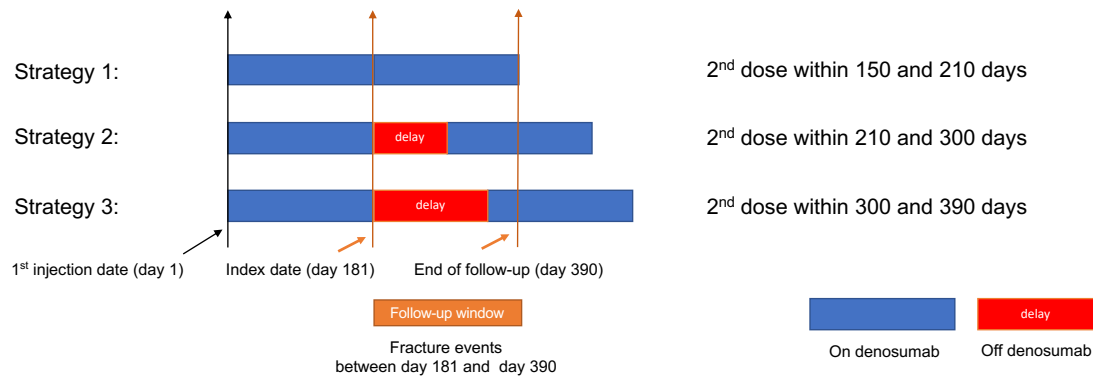 Strategy 1:
2nd dose within 150 and 210 days
Strategy 2:
delay
2nd dose within 210 and 300 days
Strategy 3:
delay
2nd dose within 300 and 390 days
1st injection date (day 1)
Index date (day 181)
End of follow-up (day 390)
Follow-up window
Fracture events
between day 181 and day 390
delay
On denosumab
Off denosumab